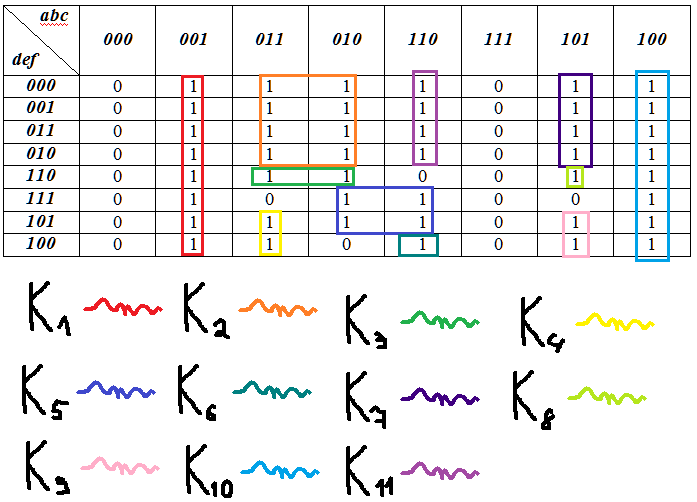 abc
def 000 001 011 010 110 111 101 100
000 0 1 1 1 1 0 1 1
001 0 1 1 1 1 0 1 1
011 0 1 1 1 1 0 1 1
010 0 1 1 1 1 0 1 1
110 0 1 1 1 0 0 1 1
111 0 1 0 1 1 0 0 1
101 0 1 1 1 1 0 1 1
100 0 1 1 0 1 0 1 1
K1 K2 K3 K4
K5 K6 K7 K8
K9 K10 K11